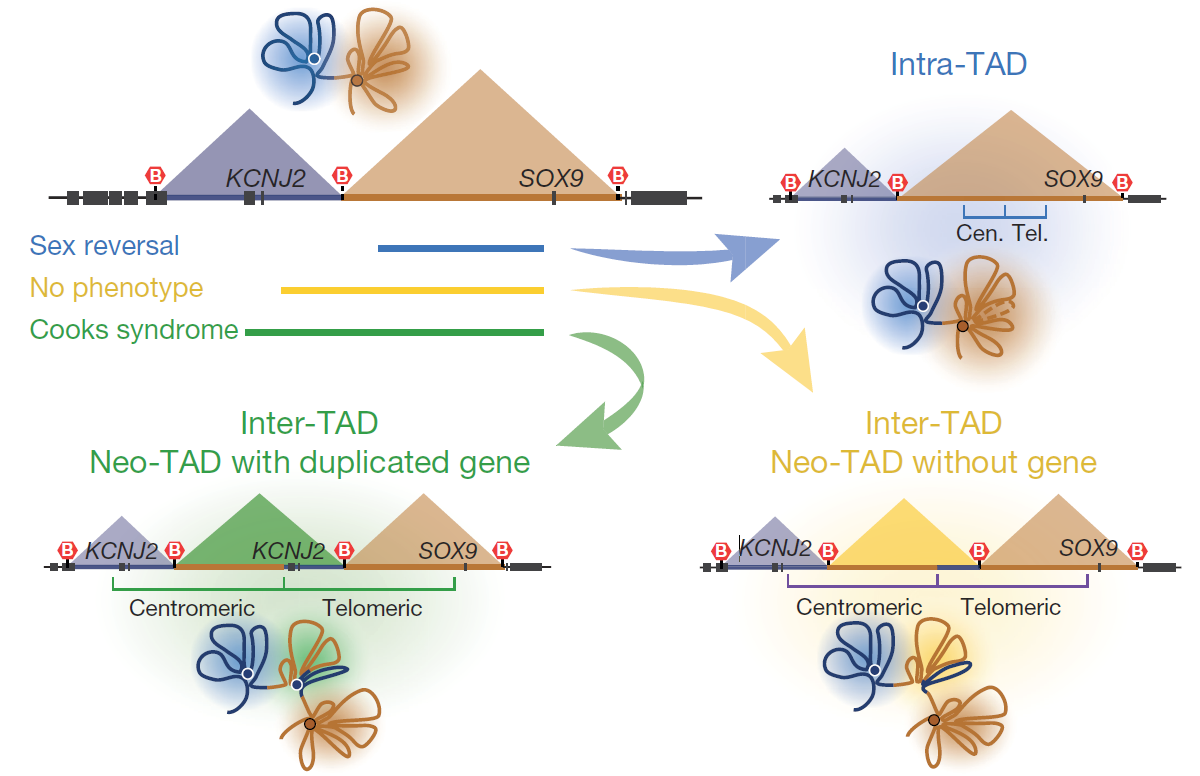 B
B
B
KCNJ2
SOX9
Sex reversal
No phenotype
Cooks syndrome
Intra-TAD
B
KCNJ2
B
SOX9
B
Cen. Tel.
Inter-TAD
Neo-TAD with duplicated gene
B
KCNJ2
B
KCNJ2
B
SOX9
B
Centromeric
Telomeric
Inter-TAD
Neo-TAD without gene
B
KCNJ2
B
B
SOX9
B
Centromeric
Telomeric